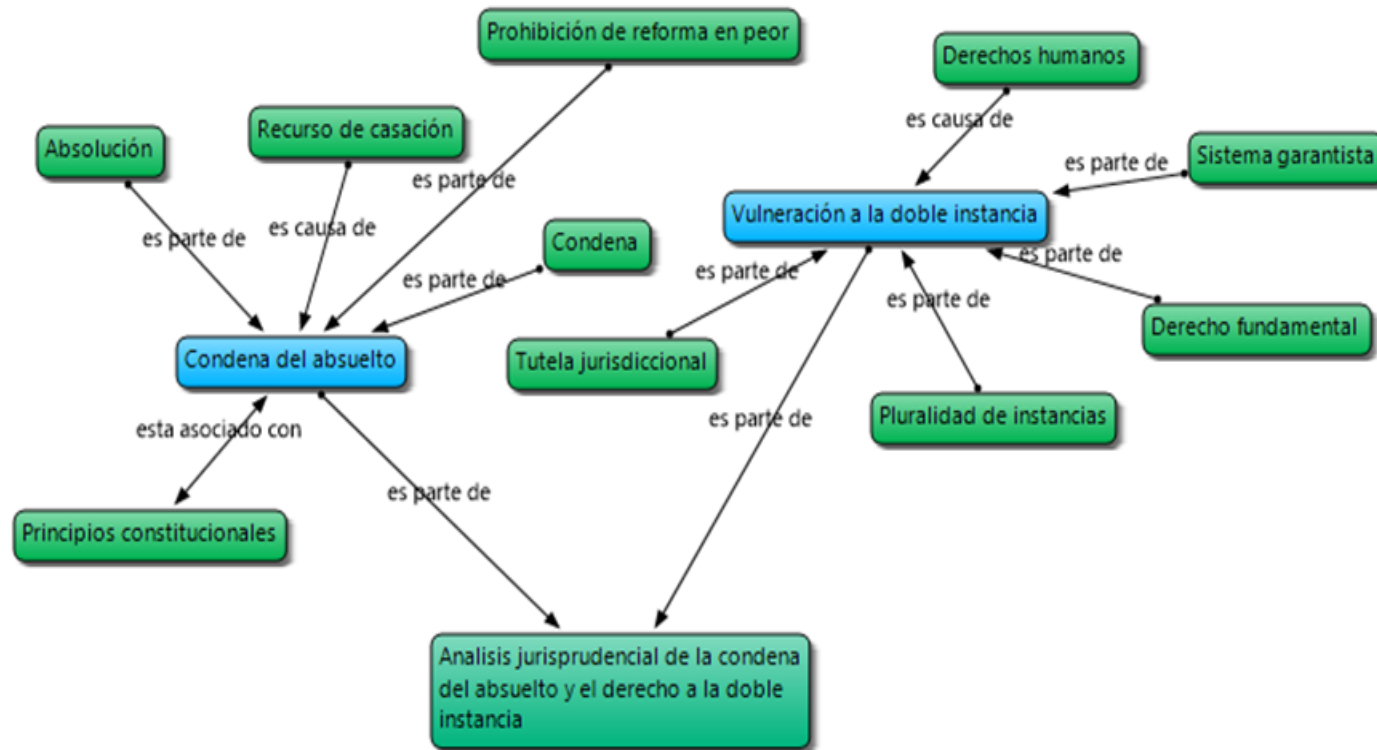 Prohibición de reforma en peor
Derechos humanos
Recurso de casación
es causa de
Absolución
Sistema garantista
es parte de
es parte de
Vulneración a la doble instancia
es parte de
es causa de
Condena
es parte de
es parte de
es parte de
es parte de
Derecho fundamental
Condena del absuelto
Tutela jurisdiccional
Pluralidad de instancias
es parte de
esta asociado con
es parte de
Principios constitucionales
Analisis jurisprudencial de la condena
del absuelto y el derecho a la doble
instancia